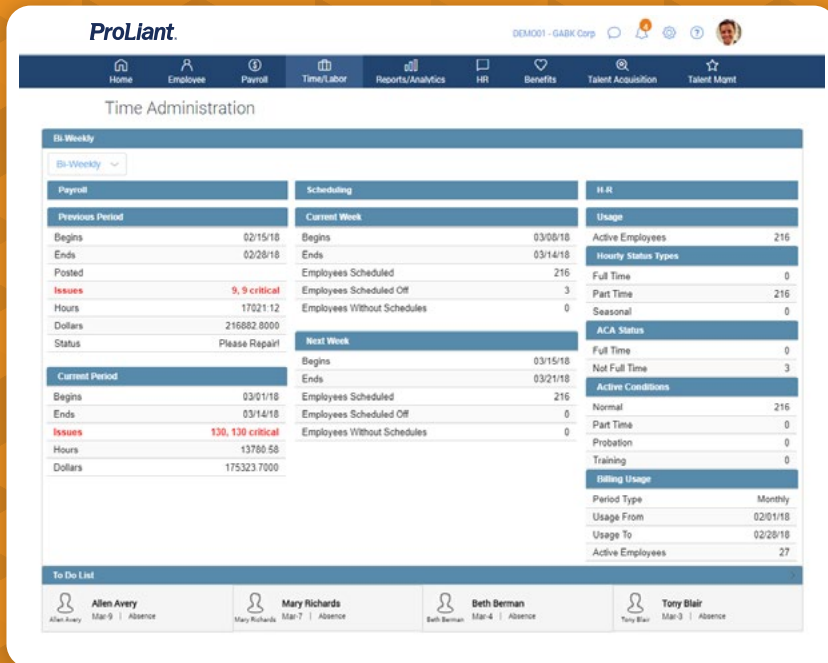 ProLiant.
DEMO01 - GABK Corp
4
Home Employee Payroll Time/Labor Reports/Analytics HR Benefits Talent Acquisition Talent Mgmt
Time Administration
Bi-Weekly
Bi-Weekly
Payroll
Previous Period
Begins 02/15/18
Ends 02/28/18
Posted
Issues 9, 9 critical
Hours 17021:12
Dollars 216882.8000
Status Please Repair!
Current Period
Begins 03/01/18
Ends 03/14/18
Issues 130, 130 critical
Hours 13780:58
Dollars 175323.7000
Scheduling
Current Week
Begins 03/08/18
Ends 03/14/18
Employees Scheduled 216
Employees Scheduled Off 3
Employees Without Schedules 0
Next Week
Begins 03/15/18
Ends 03/21/18
Employees Scheduled 216
Employees Scheduled Off 0
Employees Without Schedules 0
H-R
Usage
Active Employees 216
Hourly Status Types
Full Time 0
Part Time 216
Seasonal 0
ACA Status
Full Time 0
Not Full Time 3
Active Conditions
Normal 216
Part Time 0
Probation 0
Training 0
Billing Usage
Period Type Monthly
Usage From 02/01/18
Usage To 02/28/18
Active Employees 27
To Do List
Allen Avery
Allen Avery
Mar-9 | Absence
Mary Richards
Mary Richards
Mar-7 | Absence
Beth Berman
Beth Berman
Mar-4 | Absence
Tony Blair
Tony Blair
Mar-3 | Absence